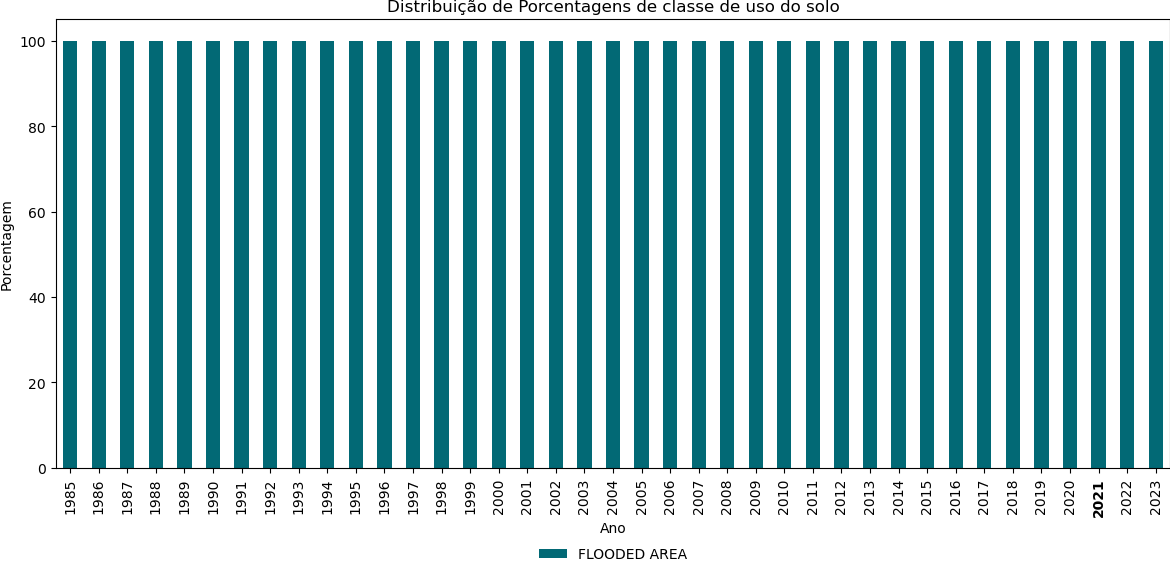 Distribuição de Porcentagens de classe de uso do solo
100
80
60
40
20
0
Porcentagem
1985 1986 1987 1988 1989 1990 1991 1992 1993 1994 1995 1996 1997 1998 1999 2000 2001 2002 2003 2004 2005 2006 2007 2008 2009 2010 2011 2012 2013 2014 2015 2016 2017 2018 2019 2020 2021 2022 2023
Ano
FLOODED AREA